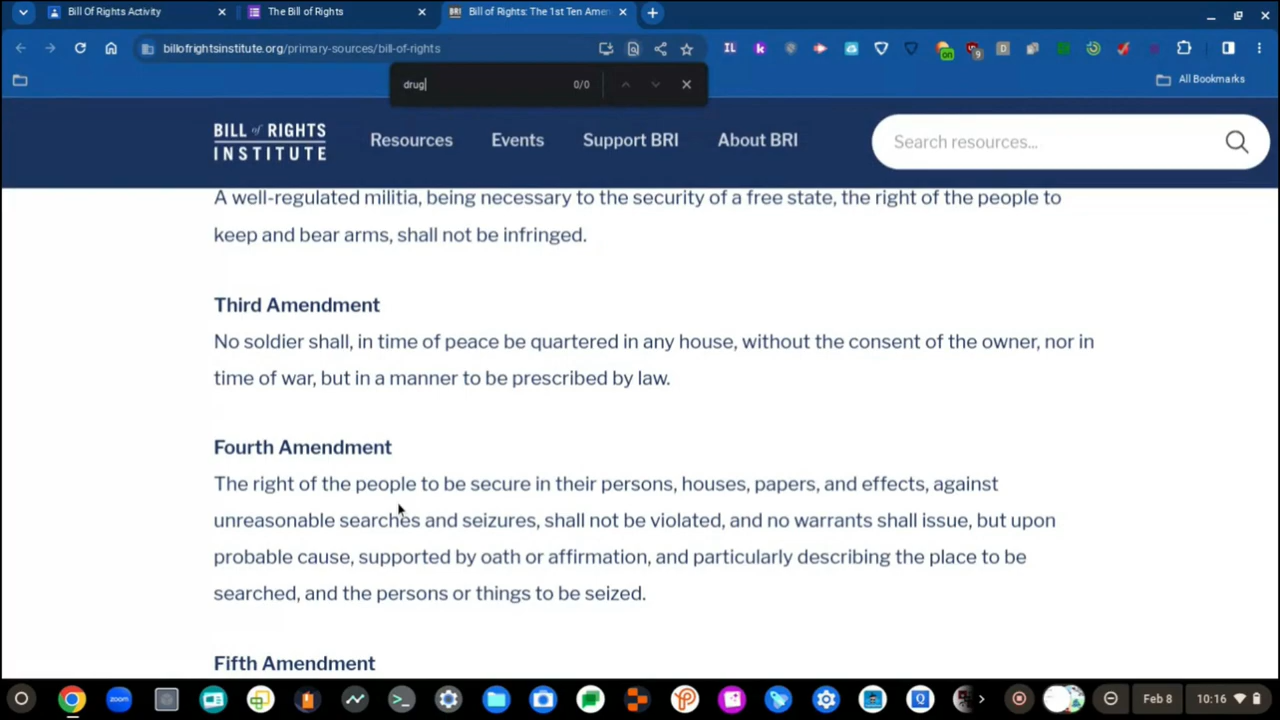 Bill Of Rights Activity
The Bill of Rights
Bill of Rights: The 1st Ten Amen
billofrightsinstitute.org/primary-sources/bill-of-rights
IL
k
on
9
D
drug
0/0
All Bookmarks
BILL of RIGHTS
INSTITUTE
Resources
Events
Support BRI
About BRI
Search resources...
A well-regulated militia, being necessary to the security of a free state, the right of the people to
keep and bear arms, shall not be infringed.
Third Amendment
No soldier shall, in time of peace be quartered in any house, without the consent of the owner, nor in
time of war, but in a manner to be prescribed by law.
Fourth Amendment
The right of the people to be secure in their persons, houses, papers, and effects, against
unreasonable searches and seizures, shall not be violated, and no warrants shall issue, but upon
probable cause, supported by oath or affirmation, and particularly describing the place to be
searched, and the persons or things to be seized.
Fifth Amendment
zoom
Feb 8
10:16